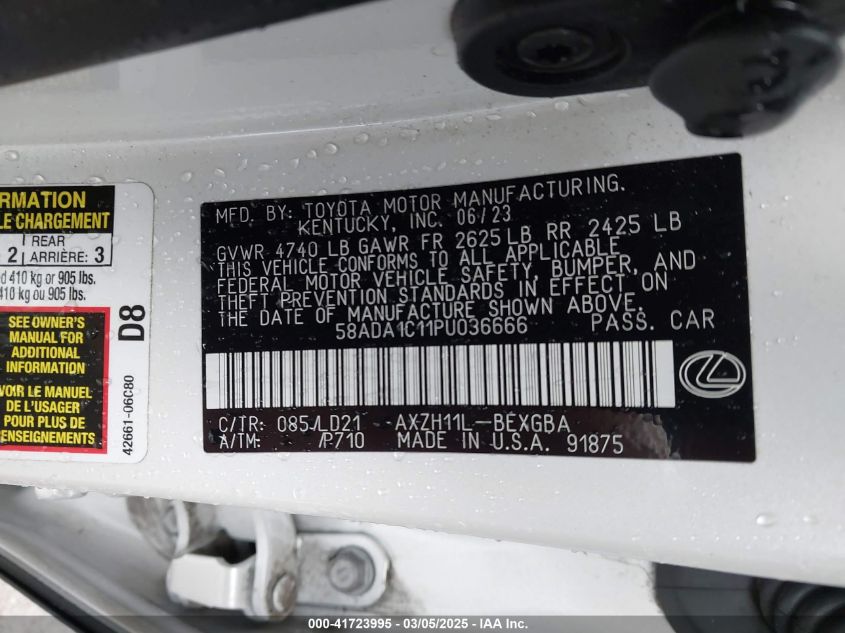 RMATION
LE CHARGEMENT
2 REAR ARRIÈRE: 3
d 410 kg or 905 lbs.
410 kg ou 905 lbs.
SEE OWNER'S
MANUAL FOR
ADDITIONAL
INFORMATION
VOIR LE MANUEL
DE L'USAGER
POUR PLUS DE
RENSEIGNEMENTS
D8
42661-06C80
MFD. BY: TOYOTA MOTOR MANUFACTURING.
KENTUCKY, INC. 06/23
GVWR 4740 LB GAWR FR 2625 LB RR 2425 LB
THIS VEHICLE CONFORMS TO ALL APPLICABLE
FEDERAL MOTOR VEHICLE SAFETY, BUMPER, AND
THEFT PREVENTION STANDARDS IN EFFECT ON
THE DATE OF MANUFACTURE SHOWN ABOVE.
58ADA1C11PU036666 PASS. CAR
C/TR: 085/LD21 AXZH11L-BEXGBA
A/TM: /P710 MADE IN U.S.A. 91875
000-41723995 - 03/05/2025 - IAA Inc.